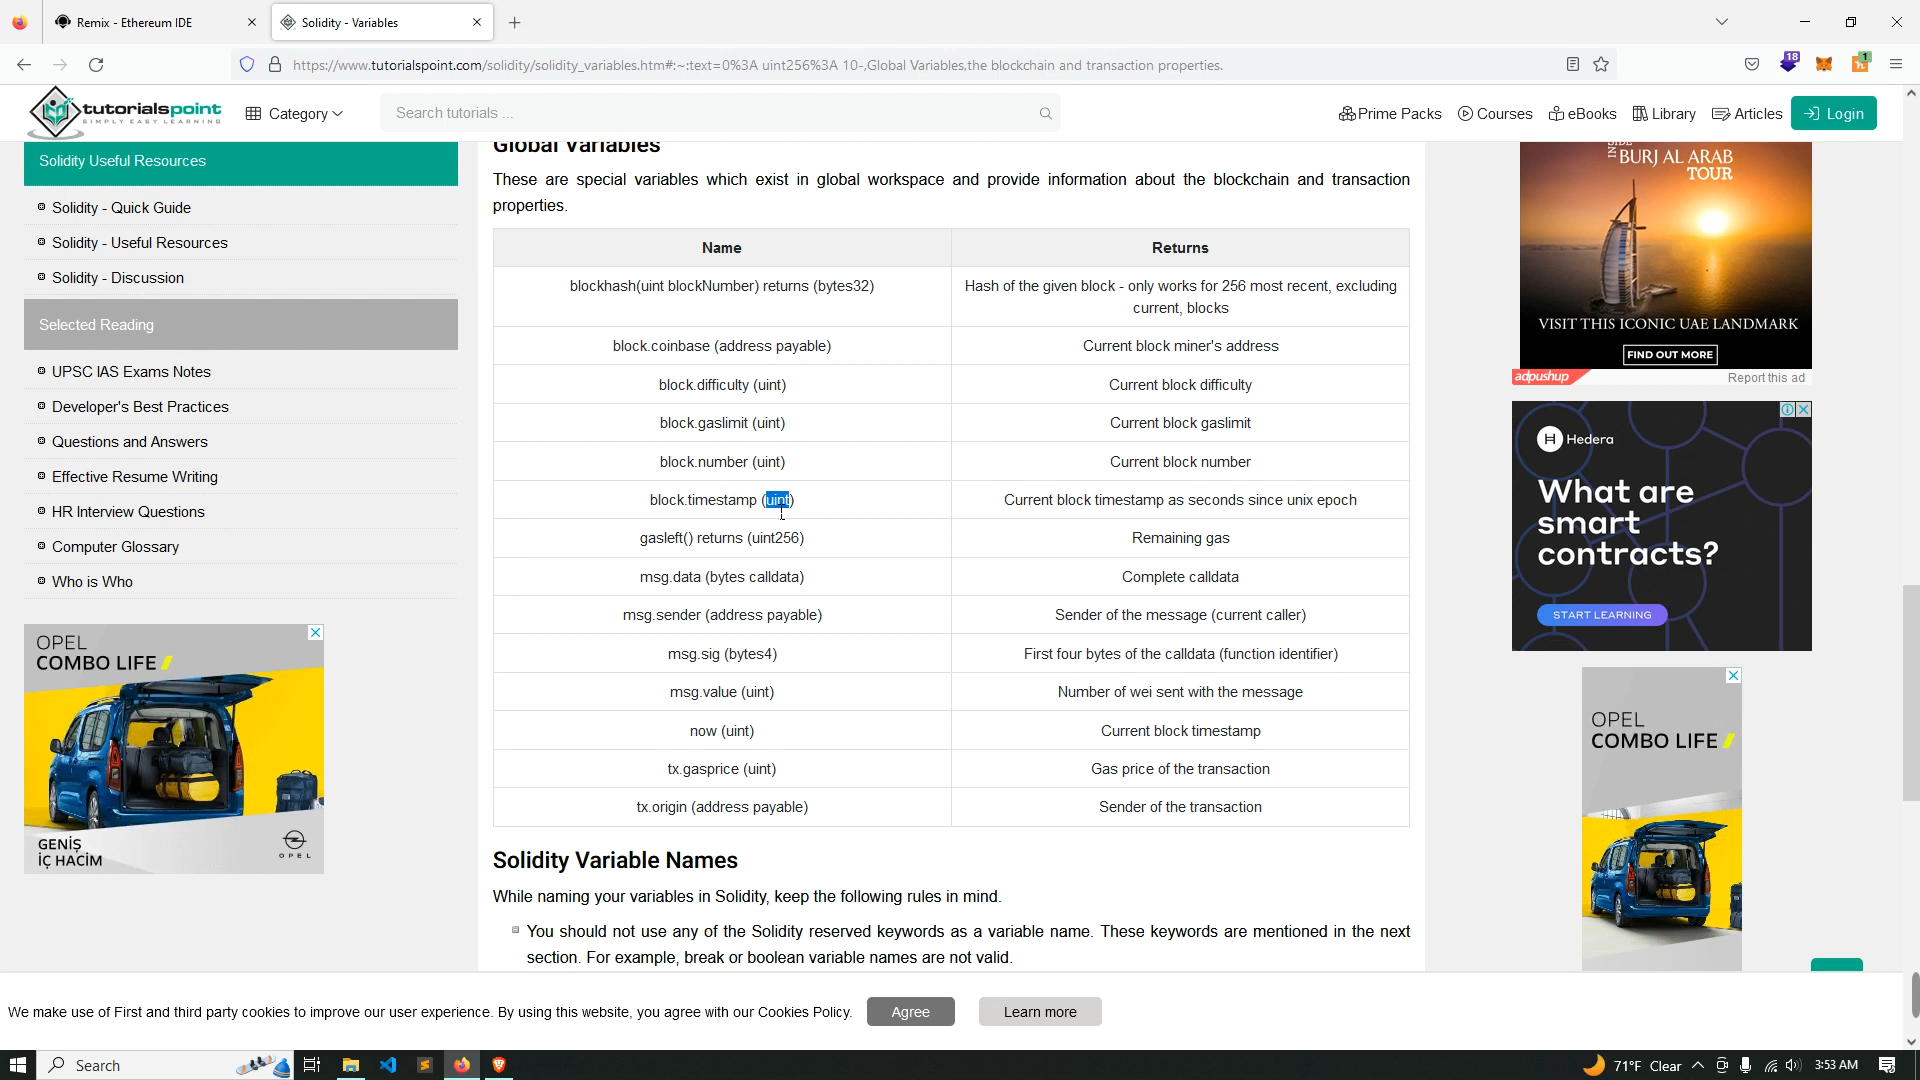 Remix - Ethereum IDE
Solidity - Variables
https://www.tutorialspoint.com/solidity/solidity_variables.htm#:~:text=0%3A uint256%3A 10-,Global Variables,the blockchain and transaction properties.
18
1
tutorialspoint
SIMPLY EASY LEARNING
Category
Search tutorials ...
Prime Packs
Courses
eBooks
Library
Articles
Login
Solidity Useful Resources
Solidity - Quick Guide
Solidity - Useful Resources
Solidity - Discussion
Selected Reading
UPSC IAS Exams Notes
Developer's Best Practices
Questions and Answers
Effective Resume Writing
HR Interview Questions
Computer Glossary
Who is Who
OPEL
COMBO LIFE
GENİŞ
İÇ HACİM
OPEL
Global Variables
These are special variables which exist in global workspace and provide information about the blockchain and transaction
properties.
Name Returns
blockhash(uint blockNumber) returns (bytes32) Hash of the given block - only works for 256 most recent, excluding
current, blocks
block.coinbase (address payable) Current block miner's address
block.difficulty (uint) Current block difficulty
block.gaslimit (uint) Current block gaslimit
block.number (uint) Current block number
block.timestamp (uint) Current block timestamp as seconds since unix epoch
gasleft() returns (uint256) Remaining gas
msg.data (bytes calldata) Complete calldata
msg.sender (address payable) Sender of the message (current caller)
msg.sig (bytes4) First four bytes of the calldata (function identifier)
msg.value (uint) Number of wei sent with the message
now (uint) Current block timestamp
tx.gasprice (uint) Gas price of the transaction
tx.origin (address payable) Sender of the transaction
Solidity Variable Names
While naming your variables in Solidity, keep the following rules in mind.
You should not use any of the Solidity reserved keywords as a variable name. These keywords are mentioned in the next
section. For example, break or boolean variable names are not valid.
BURJ AL ARAB
TOUR
VISIT THIS ICONIC UAE LANDMARK
FIND OUT MORE
adpushup
Report this ad
H Hedera
What are
smart
contracts?
START LEARNING
OPEL
COMBO LIFE
We make use of First and third party cookies to improve our user experience. By using this website, you agree with our Cookies Policy.
Agree
Learn more
Search
71°F Clear
3:53 AM